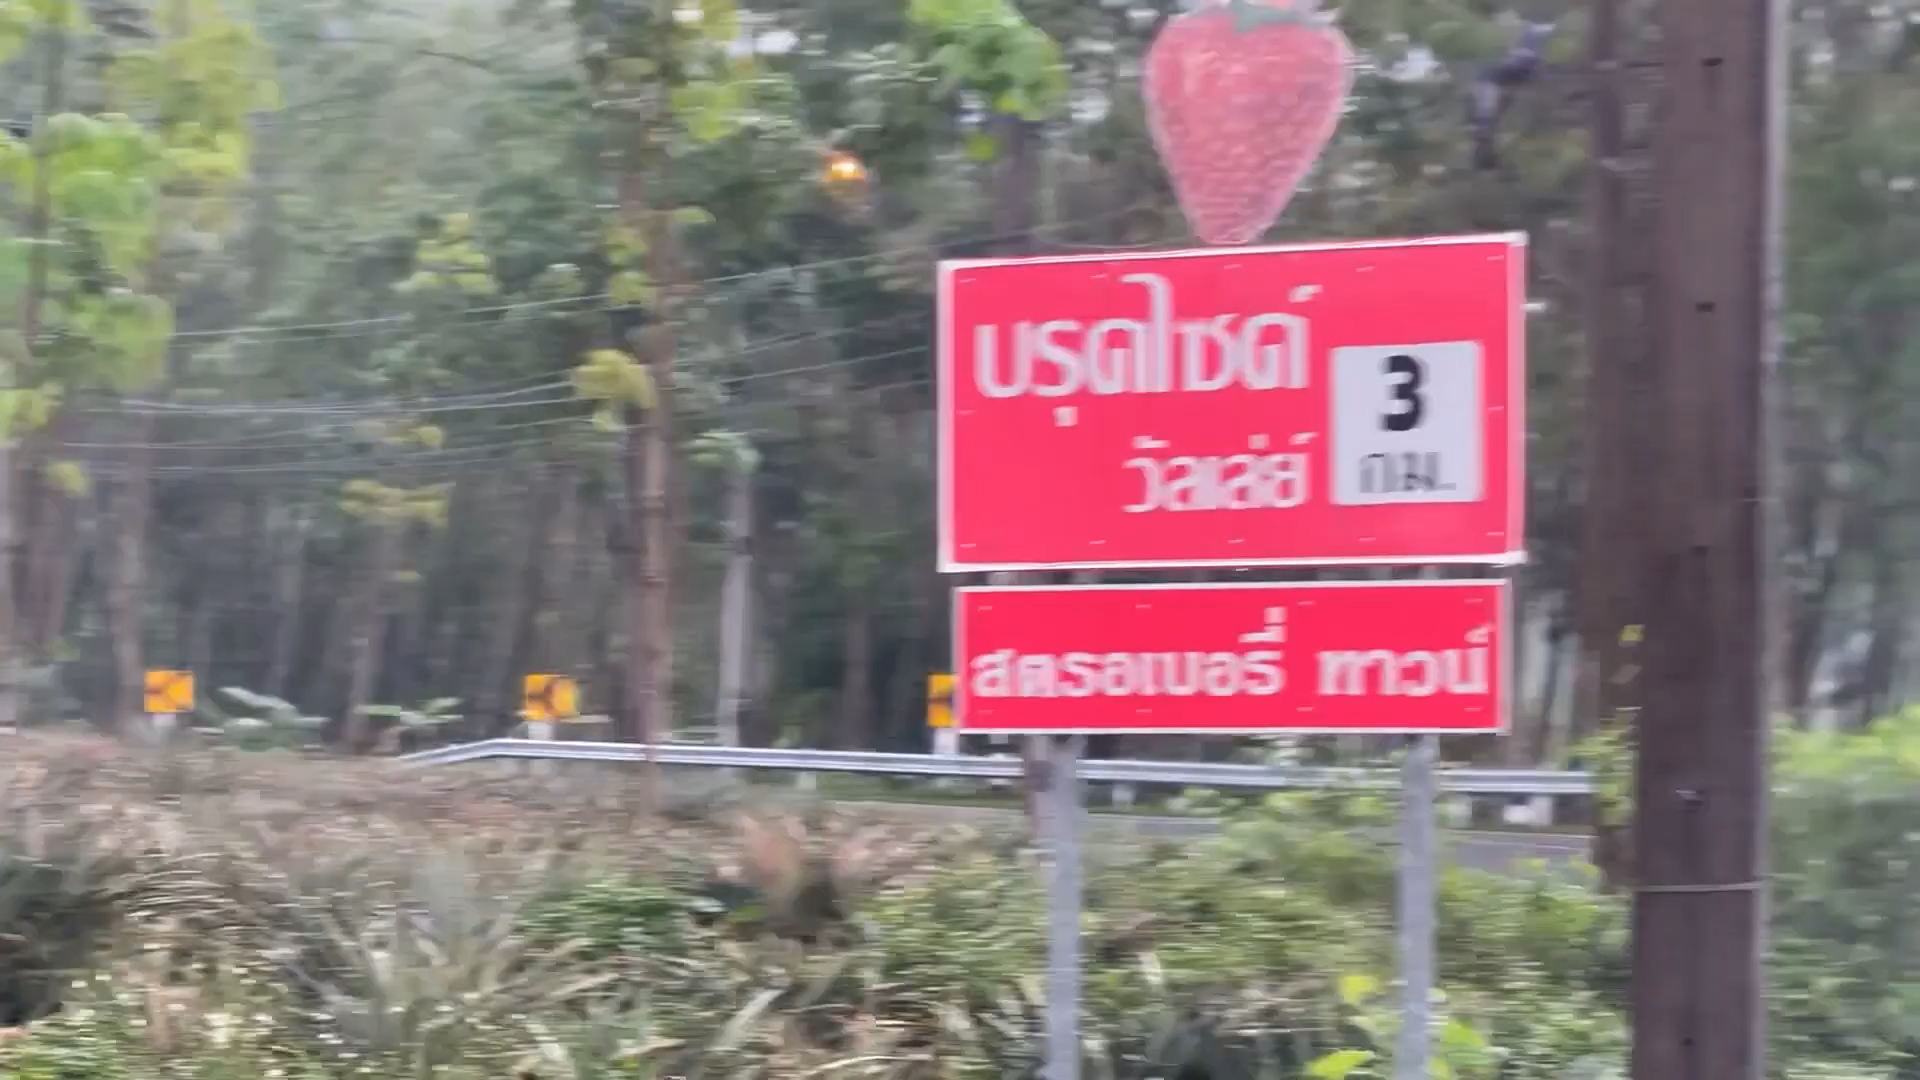 บรุคไซด์
วัลเล่ย์
3
กม.
สตรอเบอรี่ ทาวน์